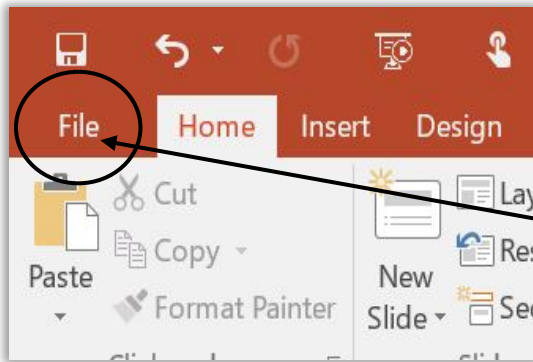 File Home Insert Design
Cut
Copy
Paste
Format Painter
New
Slide